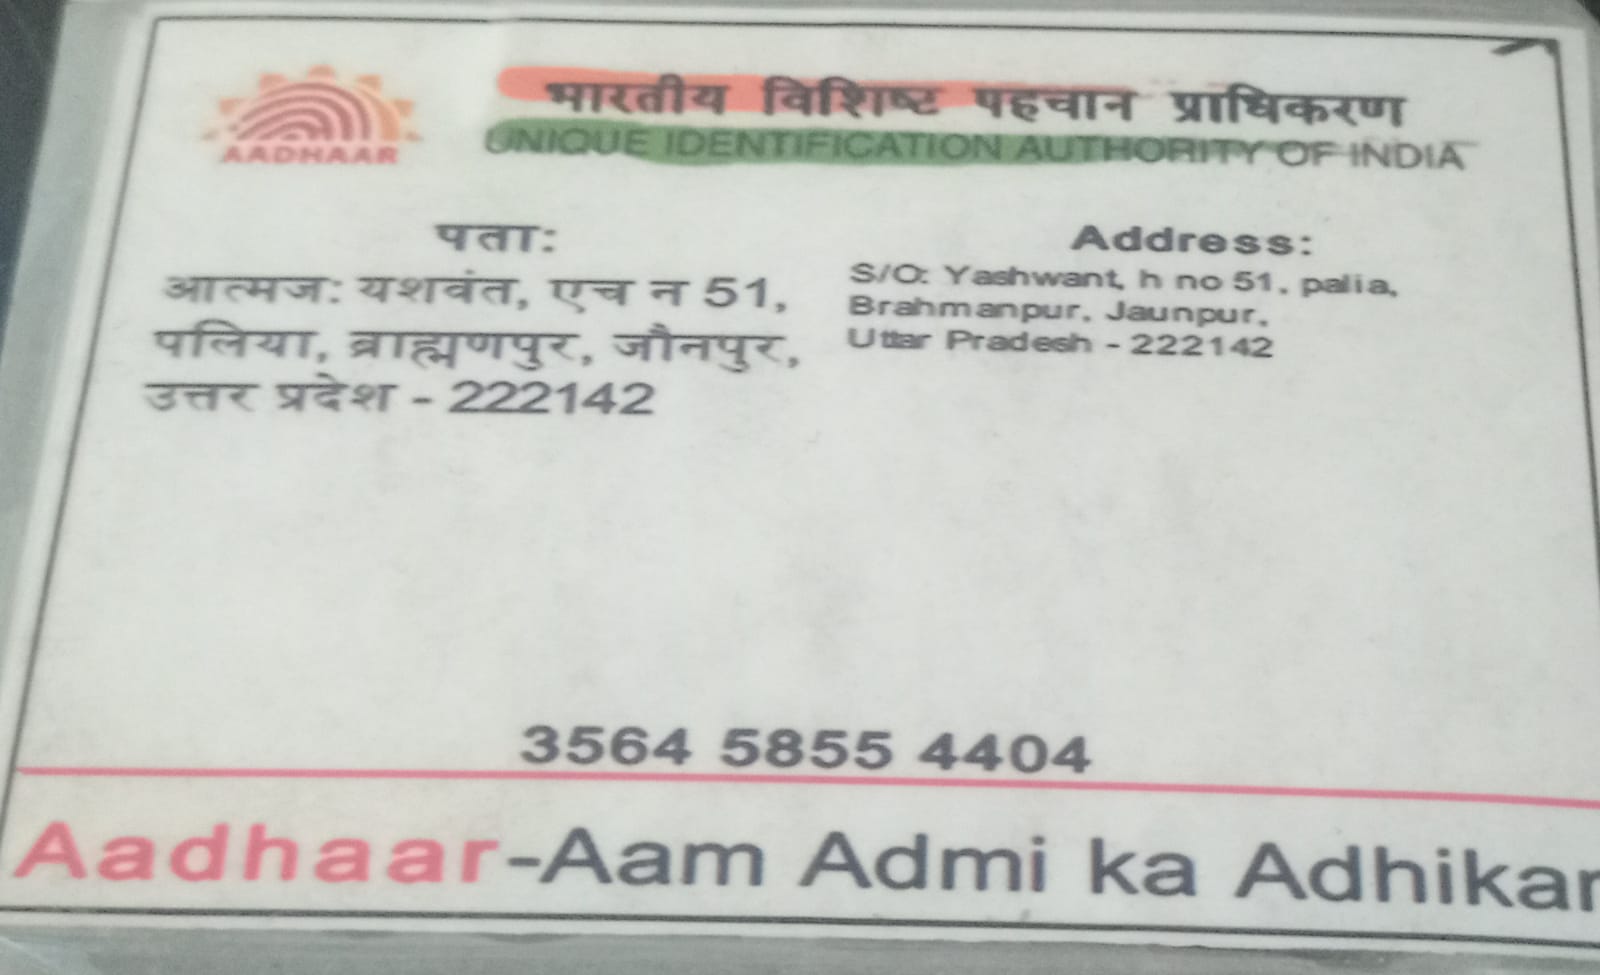 AADHAAR
भारतीय विशिष्ट पहचान प्राधिकरण
UNIQUE IDENTIFICATION AUTHORITY OF INDIA
पता:
आत्मज: यशवंत, एच न 51,
पलिया, ब्राह्मणपुर, जौनपुर,
उत्तर प्रदेश - 222142
Address:
S/O: Yashwant, h no 51, palia,
Brahmanpur, Jaunpur,
Uttar Pradesh - 222142
3564 5855 4404
Aadhaar-Aam Admi ka Adhikar